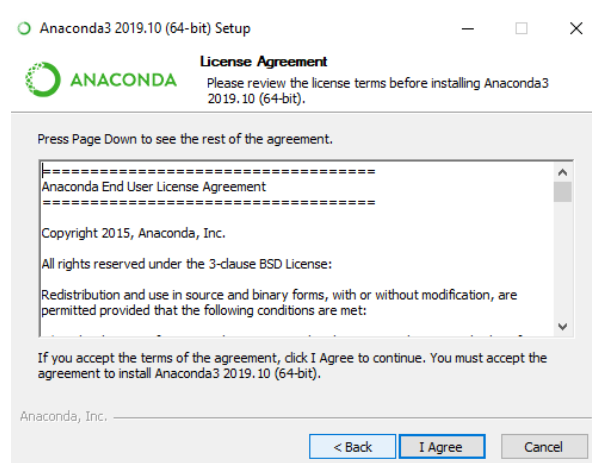 Anaconda3 2019.10 (64-bit) Setup
ANACONDA
License Agreement
Please review the license terms before installing Anaconda3
2019.10 (64-bit).
Press Page Down to see the rest of the agreement.
===================================
Anaconda End User License Agreement
===================================
Copyright 2015, Anaconda, Inc.
All rights reserved under the 3-clause BSD License:
Redistribution and use in source and binary forms, with or without modification, are
permitted provided that the following conditions are met:
If you accept the terms of the agreement, click I Agree to continue. You must accept the
agreement to install Anaconda3 2019.10 (64-bit).
Anaconda, Inc.
< Back
I Agree
Cancel